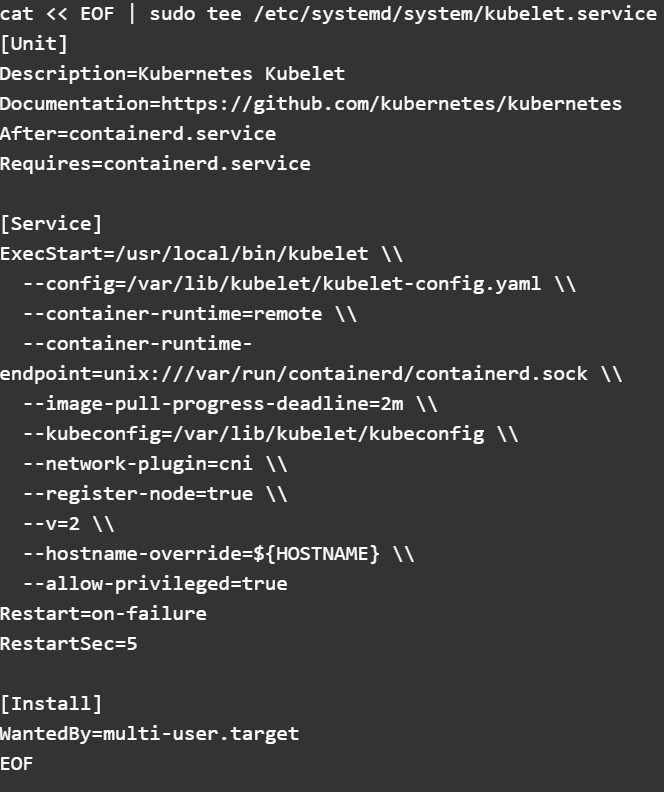 cat << EOF | sudo tee /etc/systemd/system/kubelet.service
[Unit]
Description=Kubernetes Kubelet
Documentation=https://github.com/kubernetes/kubernetes
After=containerd.service
Requires=containerd.service

[Service]
ExecStart=/usr/local/bin/kubelet \\
  --config=/var/lib/kubelet/kubelet-config.yaml \\
  --container-runtime=remote \\
  --container-runtime-
endpoint=unix:///var/run/containerd/containerd.sock \\
  --image-pull-progress-deadline=2m \\
  --kubeconfig=/var/lib/kubelet/kubeconfig \\
  --network-plugin=cni \\
  --register-node=true \\
  --v=2 \\
  --hostname-override=${HOSTNAME} \\
  --allow-privileged=true
Restart=on-failure
RestartSec=5

[Install]
WantedBy=multi-user.target
EOF